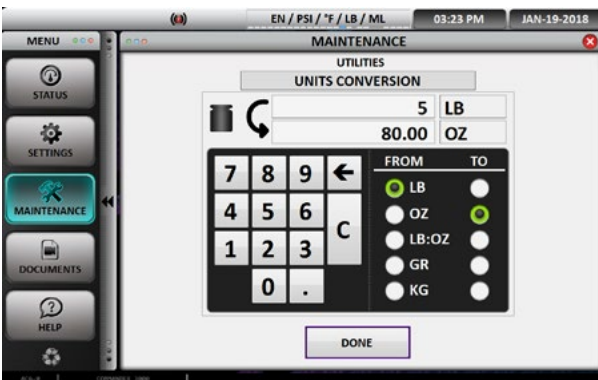 EN / PSI / °F / LB / ML 03:23 PM JAN-19-2018
MENU MAINTENANCE
UTILITIES
UNITS CONVERSION
STATUS
SETTINGS
MAINTENANCE
DOCUMENTS
HELP
5 LB
80.00 OZ
7 8 9 ←
4 5 6 C
1 2 3
0 .
FROM TO
LB
OZ
LB:OZ
GR
KG
DONE